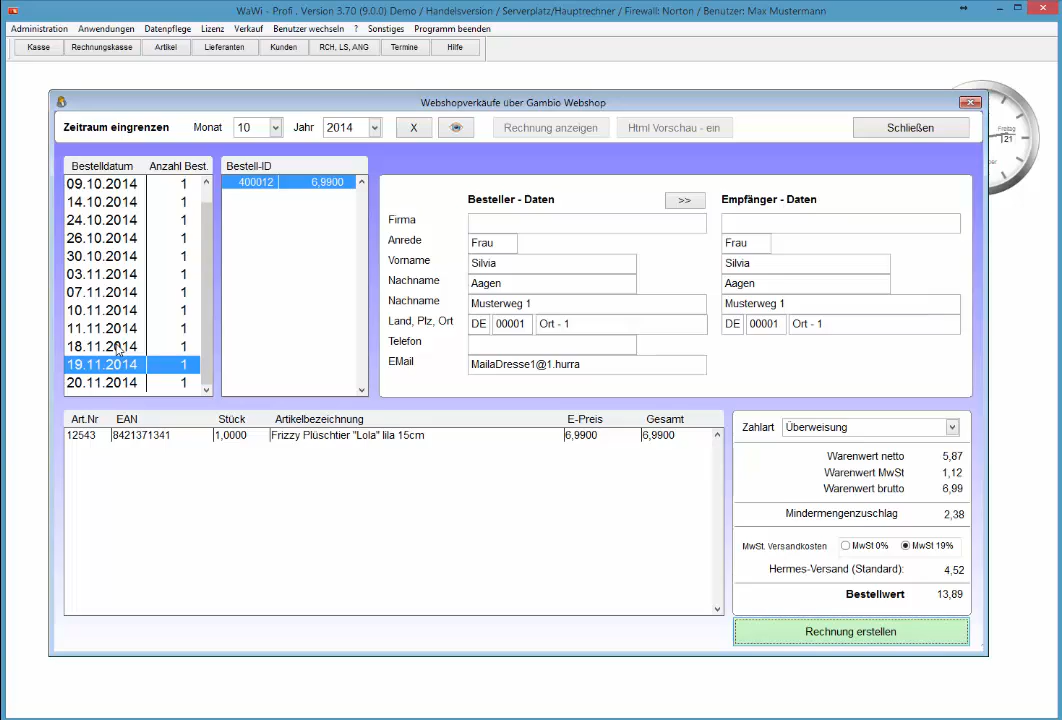 WaWi - Profi , Version 3.70 (9.0.0) Demo / Handelsversion / Serverplatz/Hauptrechner / Firewall: Norton / Benutzer: Max Mustermann
Administration Anwendungen Datenpflege Lizenz Verkauf Benutzer wechseln ? Sonstiges Programm beenden
Kasse Rechnungskasse Artikel Lieferanten Kunden RCH, LS, ANG Termine Hilfe
Webshopverkäufe über Gambio Webshop
Zeitraum eingrenzen Monat 10 Jahr 2014 X Rechnung anzeigen Html Vorschau - ein Schließen
Freitag
21
Bestelldatum Anzahl Best. Bestell-ID
09.10.2014 1
14.10.2014 1
24.10.2014 1
26.10.2014 1
30.10.2014 1
03.11.2014 1
07.11.2014 1
10.11.2014 1
11.11.2014 1
18.11.2014 1
19.11.2014 1
20.11.2014 1
400012 6,9900
Besteller - Daten >> Empfänger - Daten
Firma
Anrede Frau Frau
Vorname Silvia Silvia
Nachname Aagen Aagen
Nachname Musterweg 1 Musterweg 1
Land, Plz, Ort DE 00001 Ort - 1 DE 00001 Ort - 1
Telefon
EMail MailaDresse1@1.hurra
Art.Nr EAN Stück Artikelbezeichnung E-Preis Gesamt
12543 8421371341 1,0000 Frizzy Plüschtier "Lola" lila 15cm 6,9900 6,9900
Zahlart Überweisung
Warenwert netto 5,87
Warenwert MwSt 1,12
Warenwert brutto 6,99
Mindermengenzuschlag 2,38
MwSt. Versandkosten MwSt 0% MwSt 19%
Hermes-Versand (Standard): 4,52
Bestellwert 13,89
Rechnung erstellen